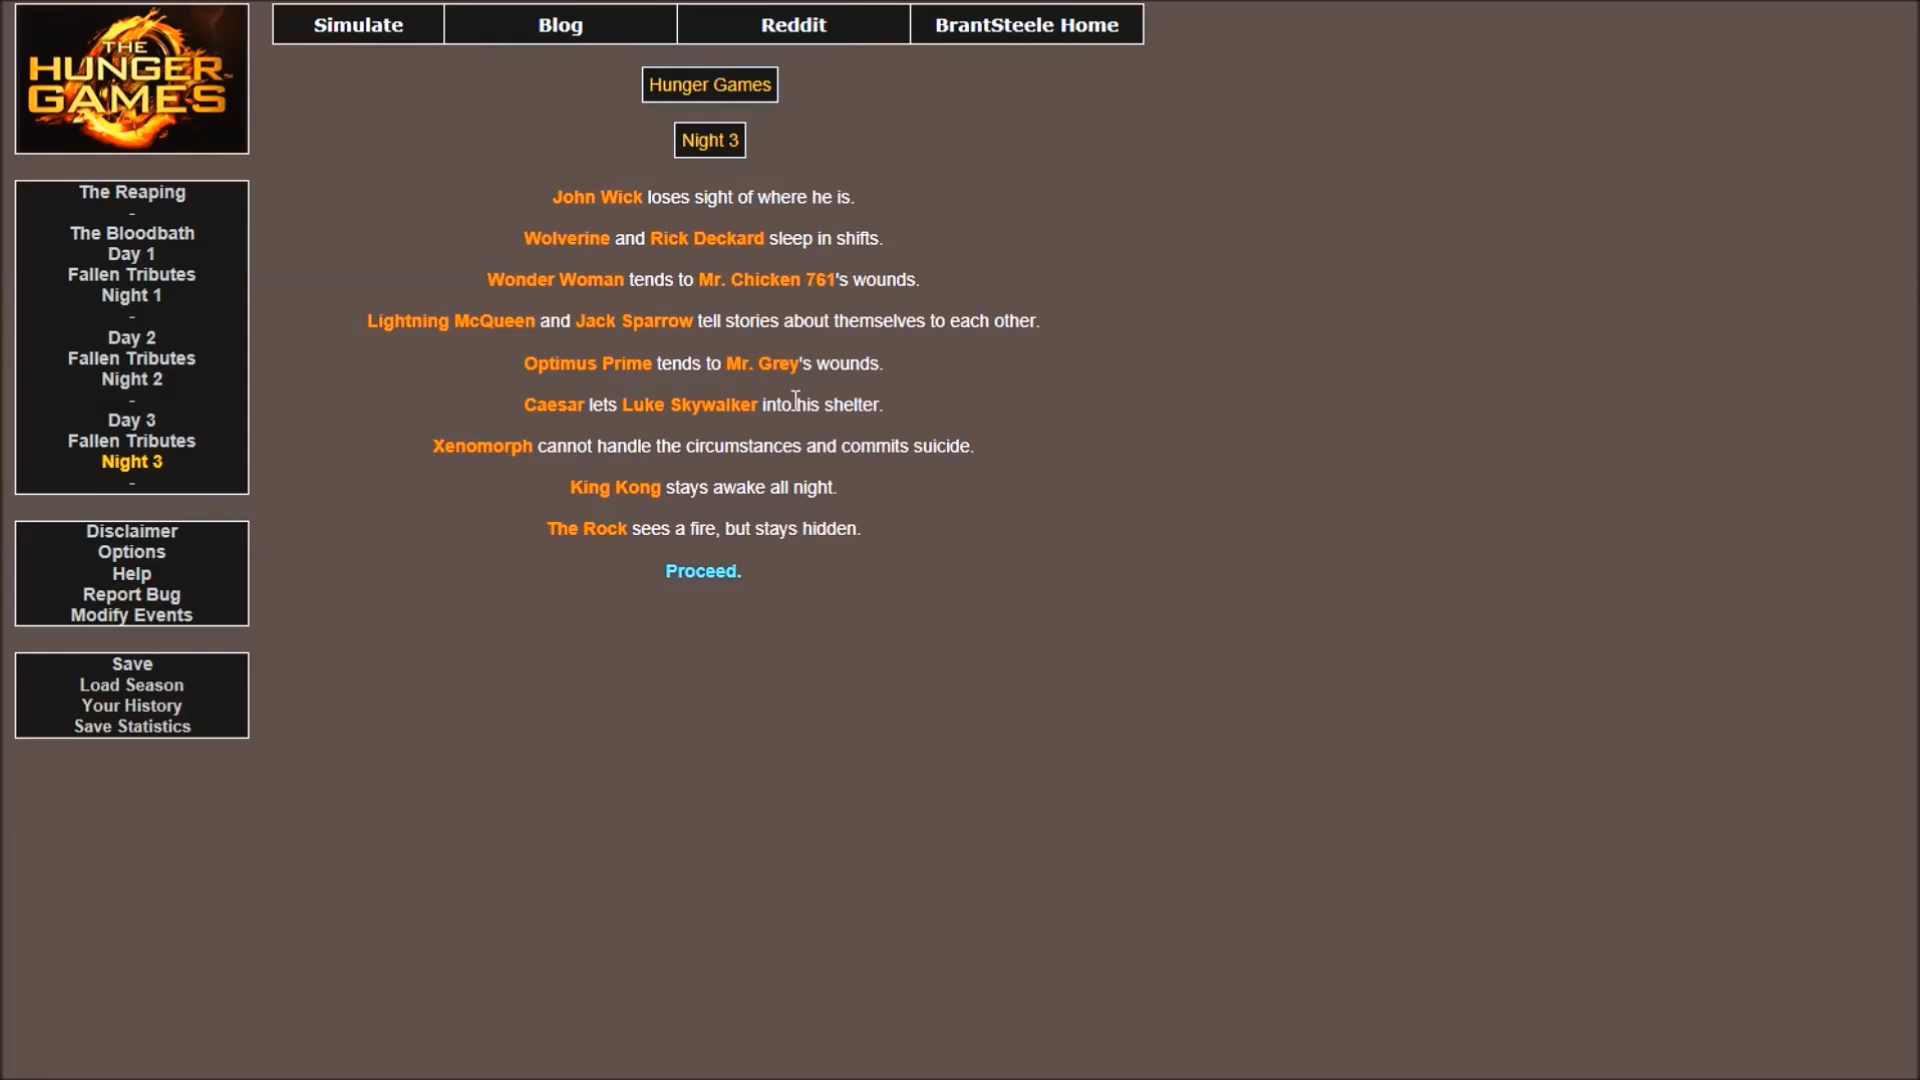 THE
HUNGER
GAMES
Simulate
Blog
Reddit
BrantSteele Home
The Reaping
-
The Bloodbath
Day 1
Fallen Tributes
Night 1
-
Day 2
Fallen Tributes
Night 2
-
Day 3
Fallen Tributes
Night 3
-
Disclaimer
Options
Help
Report Bug
Modify Events
Save
Load Season
Your History
Save Statistics
Hunger Games
Night 3
John Wick loses sight of where he is.
Wolverine and Rick Deckard sleep in shifts.
Wonder Woman tends to Mr. Chicken 761's wounds.
Lightning McQueen and Jack Sparrow tell stories about themselves to each other.
Optimus Prime tends to Mr. Grey's wounds.
Caesar lets Luke Skywalker into his shelter.
Xenomorph cannot handle the circumstances and commits suicide.
King Kong stays awake all night.
The Rock sees a fire, but stays hidden.
Proceed.